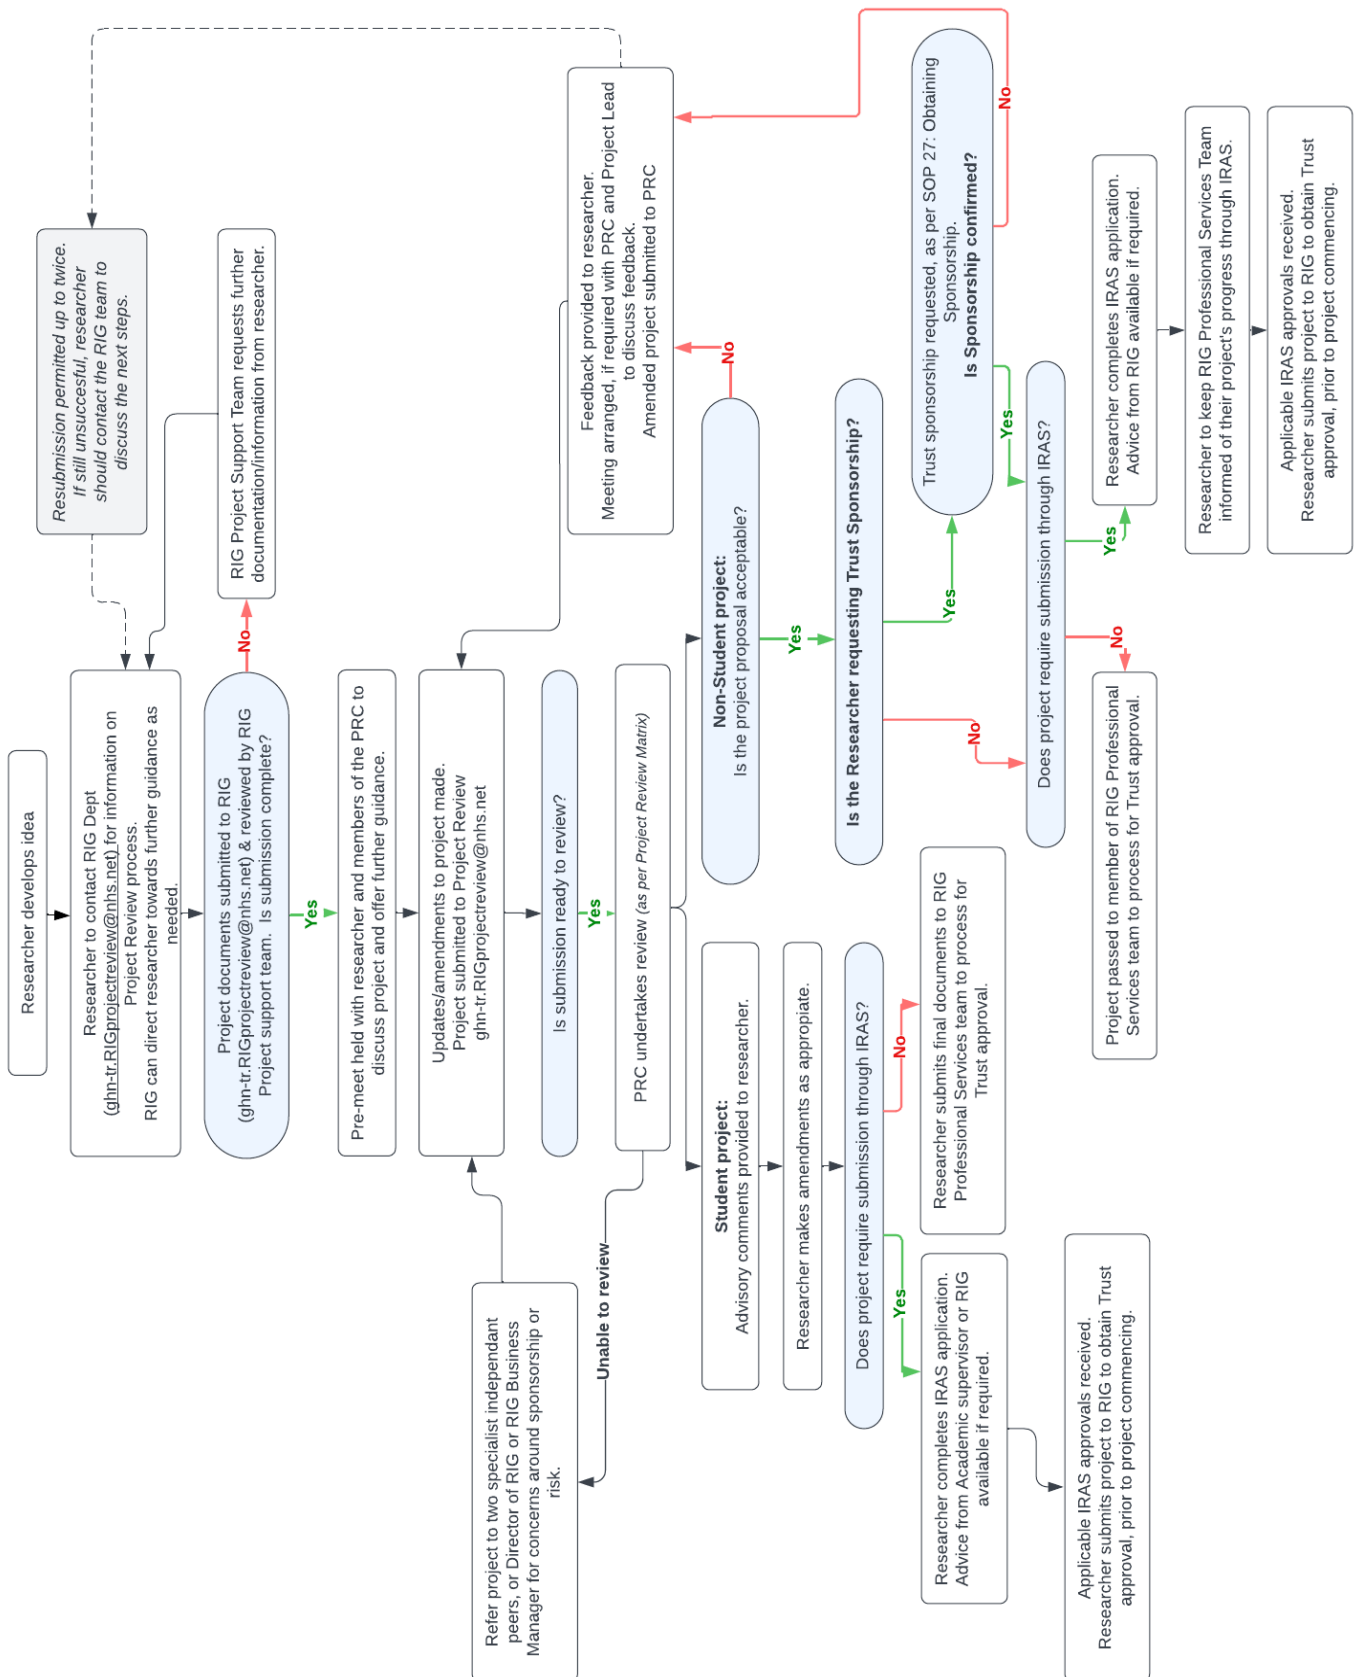 Researcher develops idea
Researcher to contact RIG Dept
(ghn-tr.RIGprojectreview@nhs.net) for information on
Project Review process.
RIG can direct researcher towards further guidance as
needed.
Resubmission permitted up to twice.
If still unsuccesful, researcher
should contact the RIG team to
discuss the next steps.
Project documents submitted to RIG
(ghn-tr.RIGprojectreview@nhs.net) & reviewed by RIG
Project support team.  Is submission complete?
No
RIG Project Support Team requests further
documentation/information from researcher.
Yes
Pre-meet held with researcher and members of the PRC to
discuss project and offer further guidance.
Updates/amendments to project made.
Project submitted to Project Review
ghn-tr.RIGprojectreview@nhs.net
Refer project to two specialist independant
peers, or Director of RIG or RIG Business
Manager for concerns around sponsorship or
risk.
Is submission ready to review?
Yes
Unable to review
PRC undertakes review (as per Project Review Matrix)
Feedback provided to researcher.
Meeting arranged, if required with PRC and Project Lead
to discuss feedback.
Amended project submitted to PRC
Student project:
Advisory comments provided to researcher.
Non-Student project:
Is the project proposal acceptable?
No
Yes
Researcher makes amendments as appropiate.
Does project require submission through IRAS?
Is the Researcher requesting Trust Sponsorship?
Yes
No
Researcher completes IRAS application.
Advice from Academic supervisor or RIG
available if required.
Researcher submits final documents to RIG
Professional Services team to process for
Trust approval.
No
Yes
Trust sponsorship requested, as per SOP 27: Obtaining
Sponsorship.
Is Sponsorship confirmed?
No
Yes
Does project require submission through IRAS?
Applicable IRAS approvals received.
Researcher submits project to RIG to obtain Trust
approval, prior to project commencing.
No
Yes
Project passed to member of RIG Professional
Services team to process for Trust approval.
Researcher completes IRAS application.
Advice from RIG available if required.
Researcher to keep RIG Professional Services Team
informed of their project's progress through IRAS.
Applicable IRAS approvals received.
Researcher submits project to RIG to obtain Trust
approval, prior to project commencing.